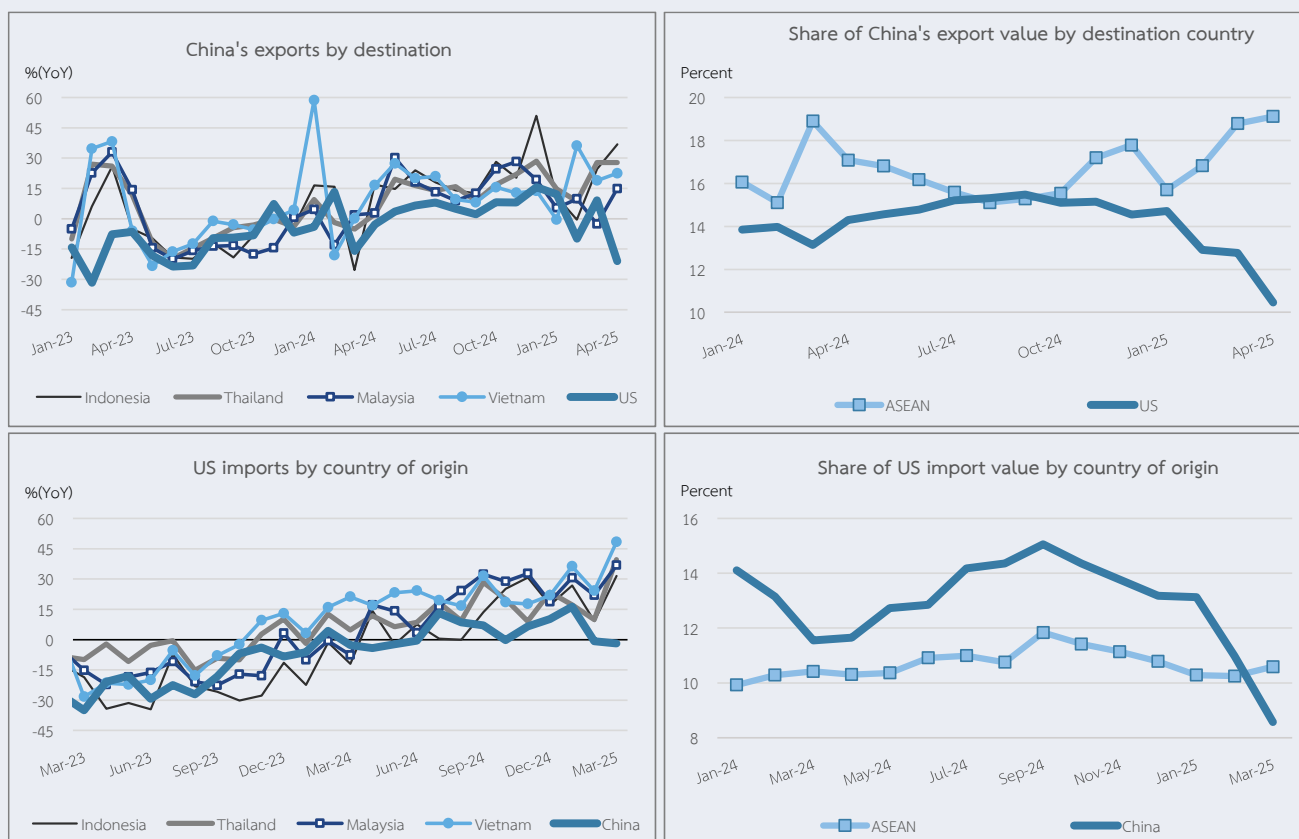 China's exports by destination
%(YoY)
60
45
30
15
0
-15
-30
-45
Jan-23 Apr-23 Jul-23 Oct-23 Jan-24 Apr-24 Jul-24 Oct-24 Jan-25 Apr-25
Indonesia Thailand Malaysia Vietnam US
Share of China's export value by destination country
Percent
20
18
16
14
12
10
Jan-24 Apr-24 Jul-24 Oct-24 Jan-25 Apr-25
ASEAN US
US imports by country of origin
%(YoY)
60
45
30
15
0
-15
-30
-45
Mar-23 Jun-23 Sep-23 Dec-23 Mar-24 Jun-24 Sep-24 Dec-24 Mar-25
Indonesia Thailand Malaysia Vietnam China
Share of US import value by country of origin
Percent
16
14
12
10
8
Jan-24 Mar-24 May-24 Jul-24 Sep-24 Nov-24 Jan-25 Mar-25
ASEAN China